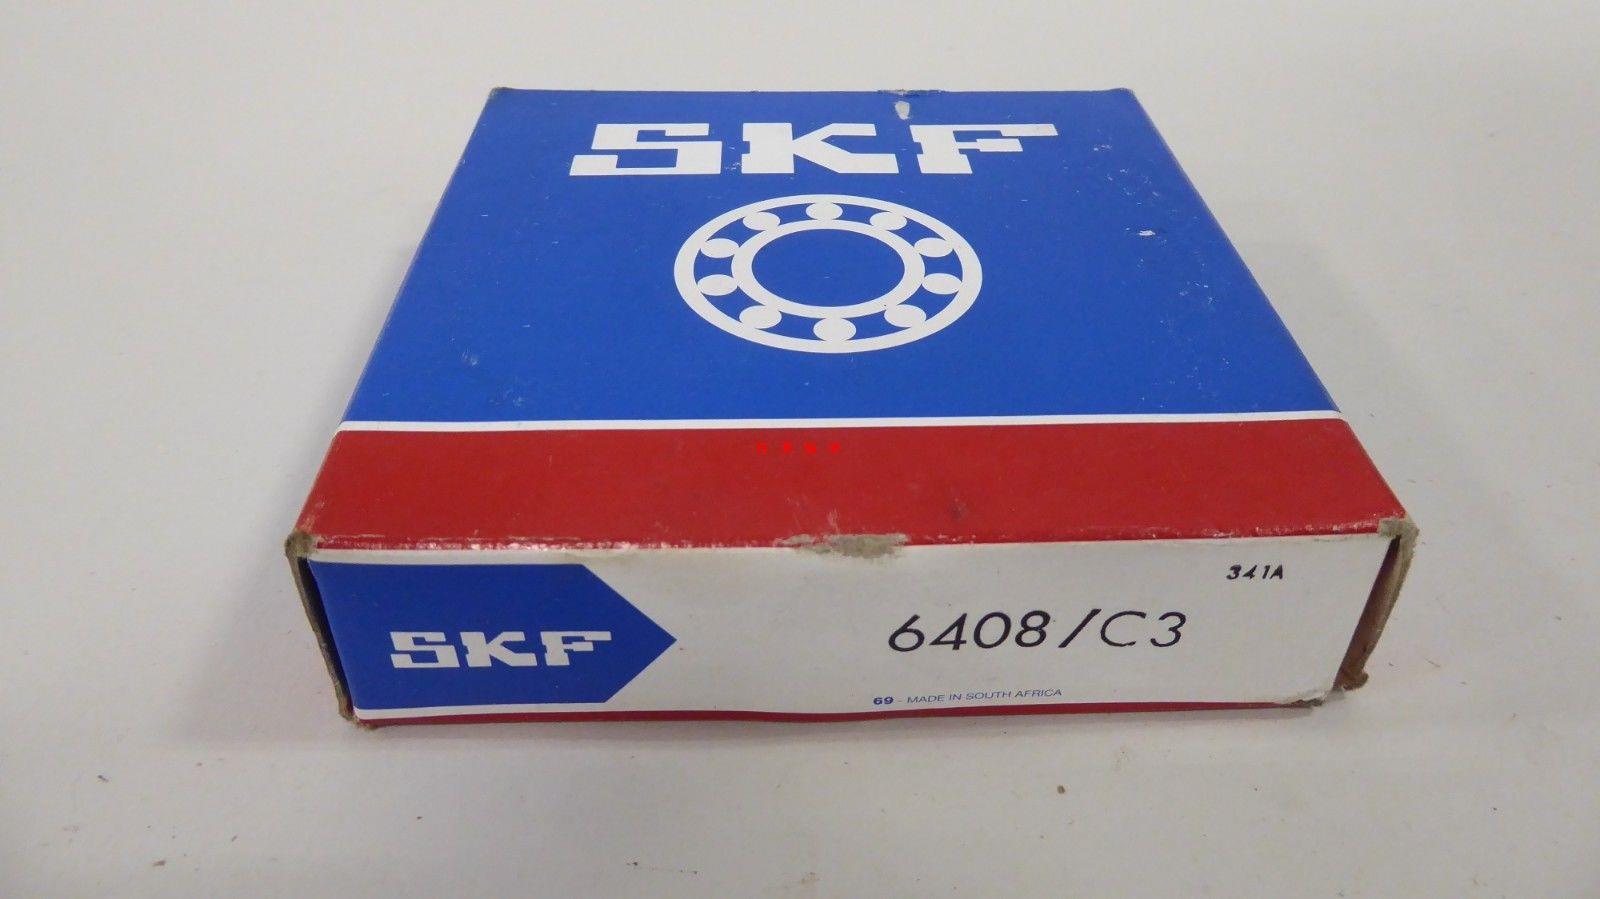 SKF
SKF
341A
6408/C3
69 - MADE IN SOUTH AFRICA